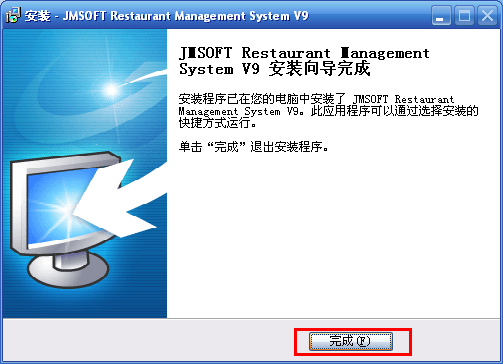 安装 - JMSOFT Restaurant Management System V9
JMSOFT Restaurant Management
System V9 安装向导完成
安装程序已在您的电脑中安装了 JMSOFT Restaurant
Management System V9。此应用程序可以通过选择安装的
快捷方式运行。
单击“完成”退出安装程序。
完成(F)